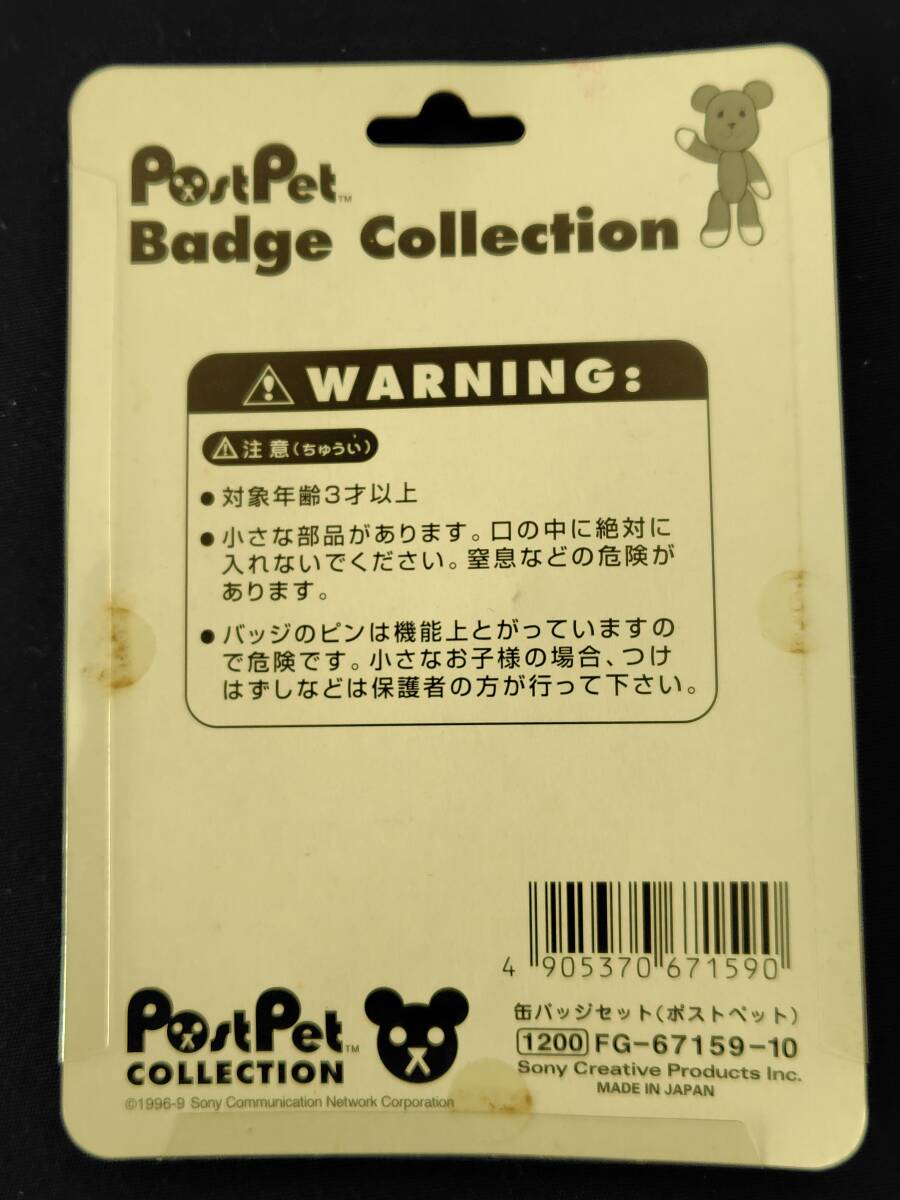 PostPet™
Badge Collection
WARNING:
注意(ちゅうい)
● 対象年齢3才以上
● 小さな部品があります。口の中に絶対に
入れないでください。窒息などの危険が
あります。
● バッジのピンは機能上とがっていますの
で危険です。小さなお子様の場合、つけ
はずしなどは保護者の方が行って下さい。
4 905370 671590
缶バッジセット(ポストペット)
1200 FG-67159-10
Sony Creative Products Inc.
MADE IN JAPAN
PostPet™
COLLECTION
©1996-9 Sony Communication Network Corporation